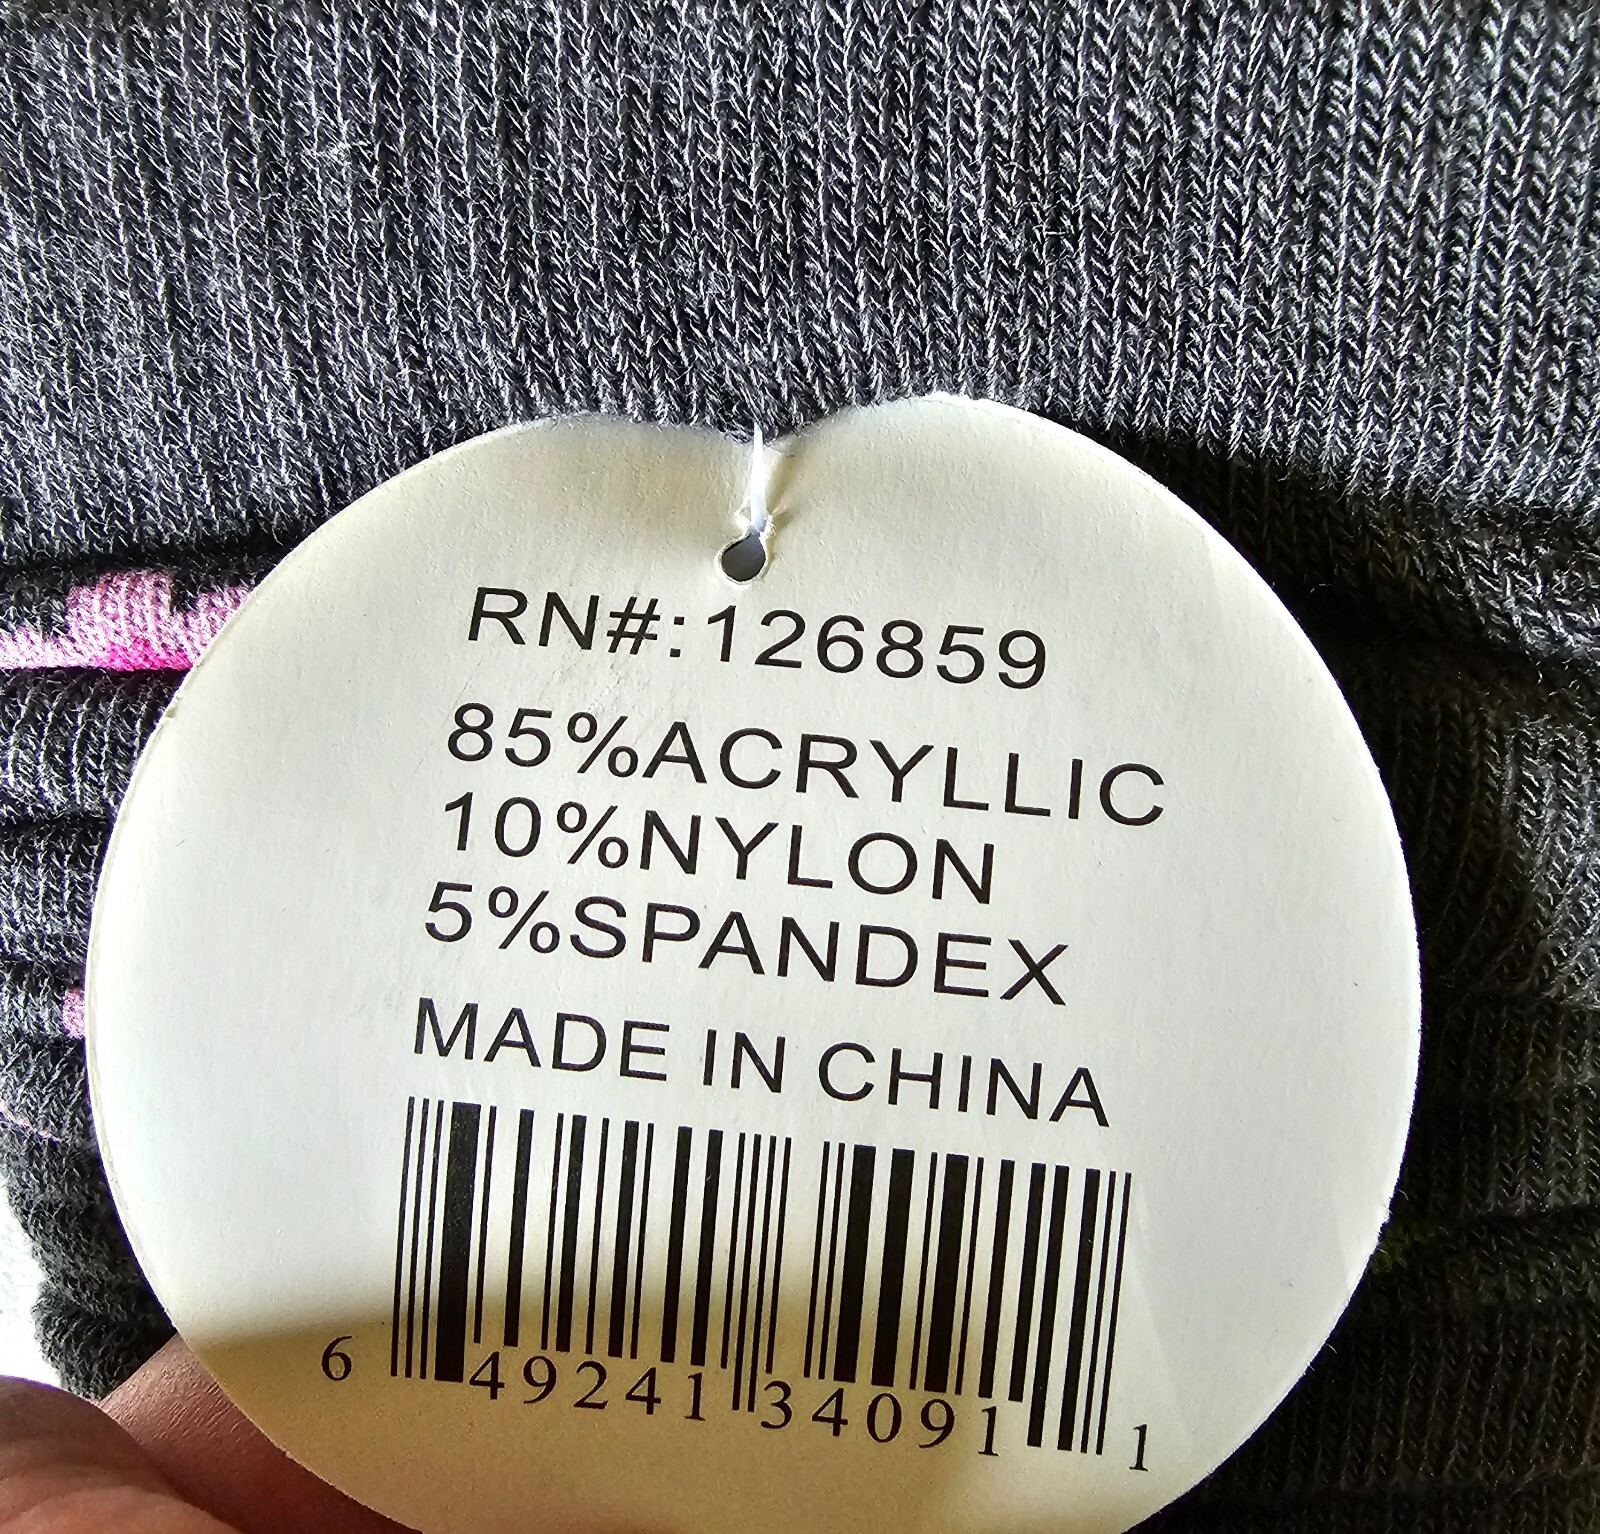 RN#:126859
85%ACRYLLIC
10%NYLON
5%SPANDEX
MADE IN CHINA
6 49241 34091 1